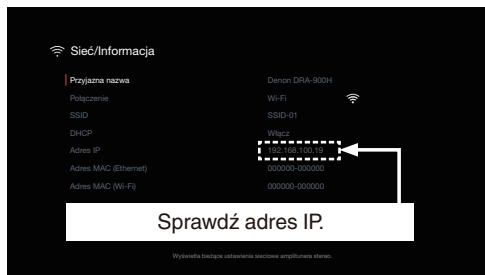 Sieć/Informacja
Przyjazna nazwa Denon DRA-900H
Połączenie Wi-Fi
SSID SSID-01
DHCP Włącz
Adres IP 192.168.100.19
Adres MAC (Ethernet) 000000-000000
Adres MAC (Wi-Fi) 000000-000000
Sprawdź adres IP.
Wyświetla bieżące ustawienia sieciowe amplitunera stereo.